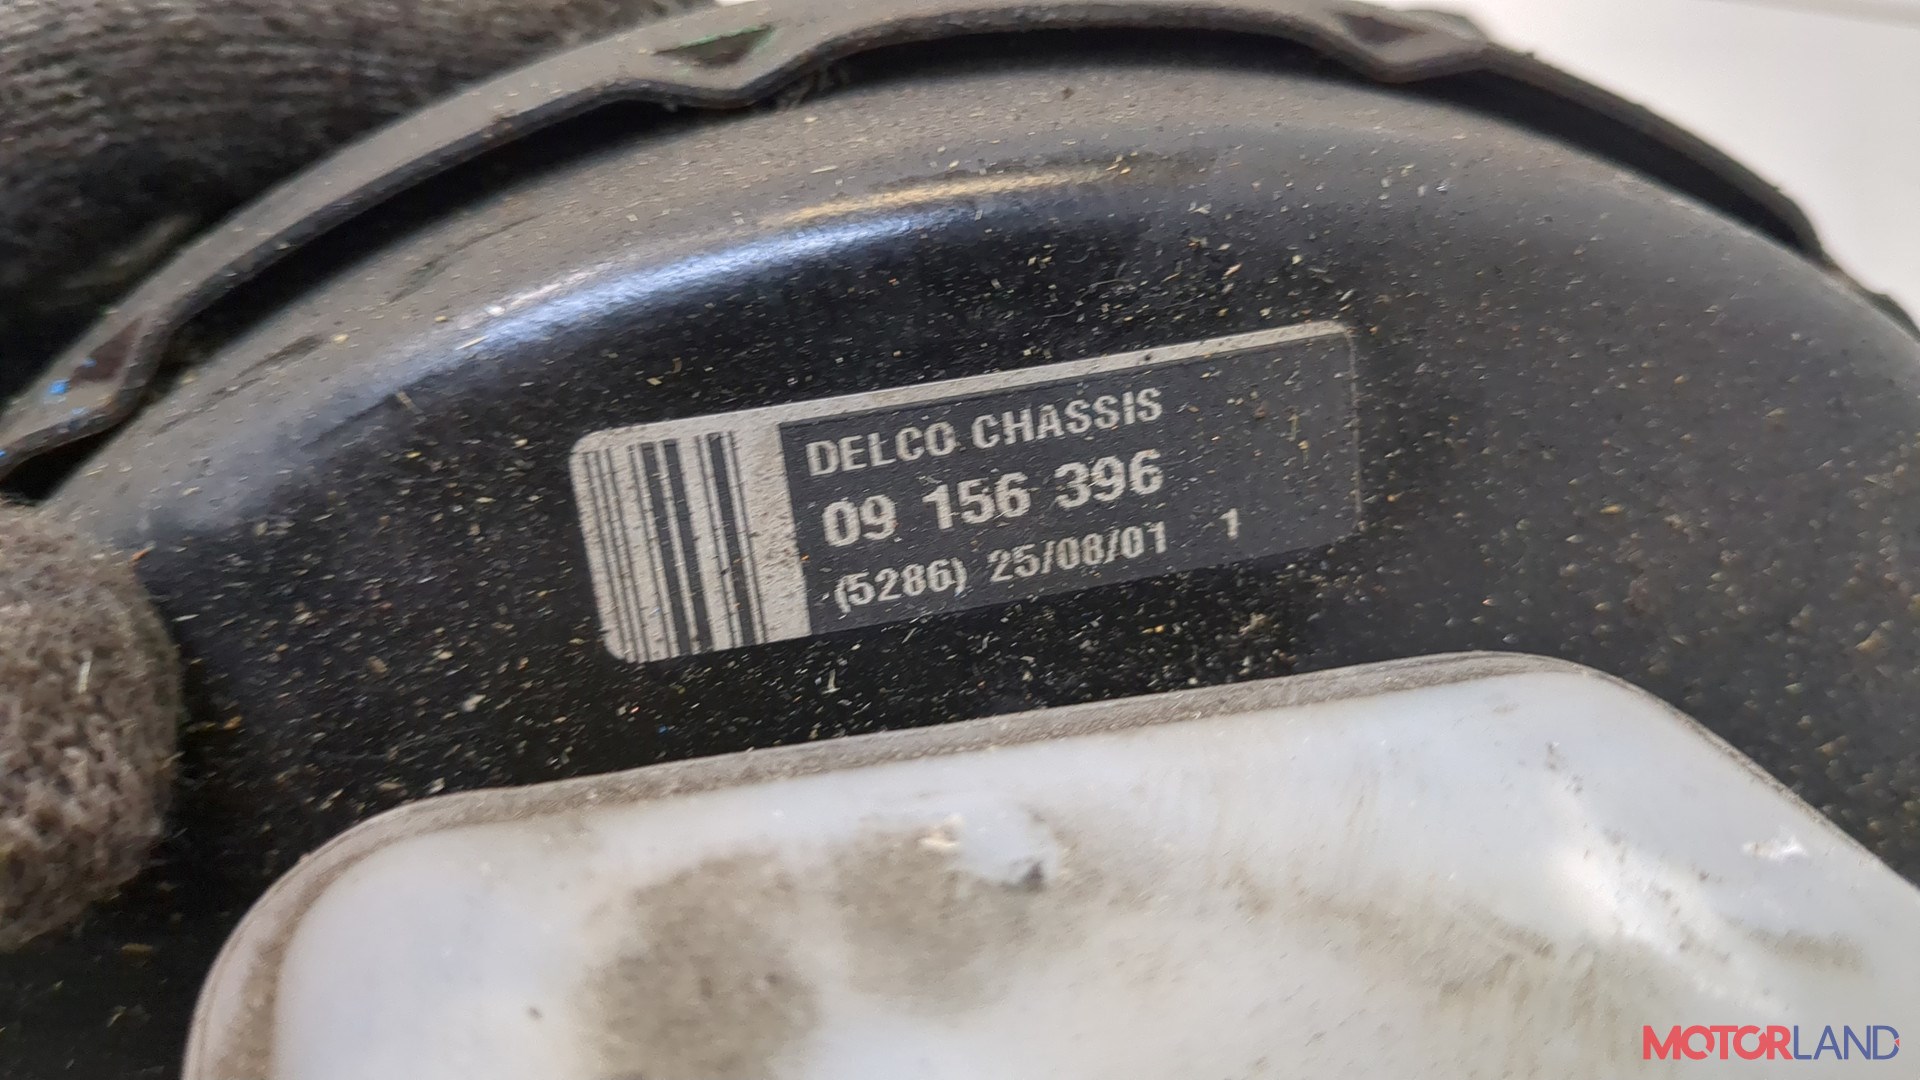 DELCO CHASSIS
09 156 396
(5286) 25/08/01 1
MOTORLAND